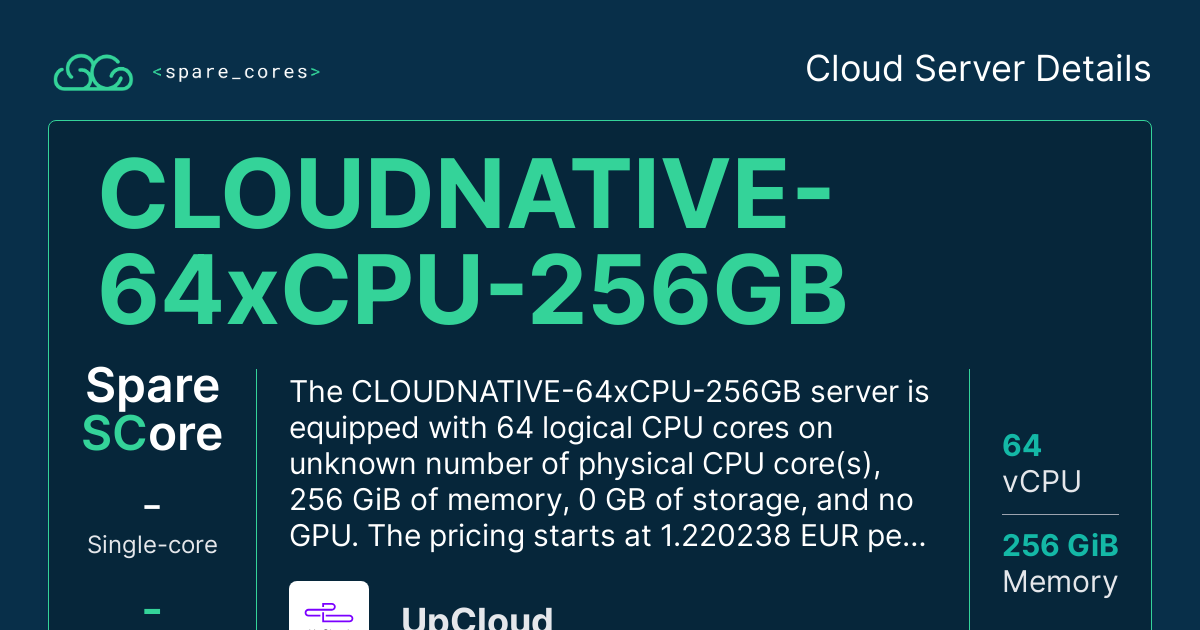 <spare_cores>
Cloud Server Details
CLOUDNATIVE-
64xCPU-256GB
Spare
SCore
-
Single-core
-
The CLOUDNATIVE-64xCPU-256GB server is
equipped with 64 logical CPU cores on
unknown number of physical CPU core(s),
256 GiB of memory, 0 GB of storage, and no
GPU. The pricing starts at 1.220238 EUR pe...
UpCloud
64
vCPU
256 GiB
Memory